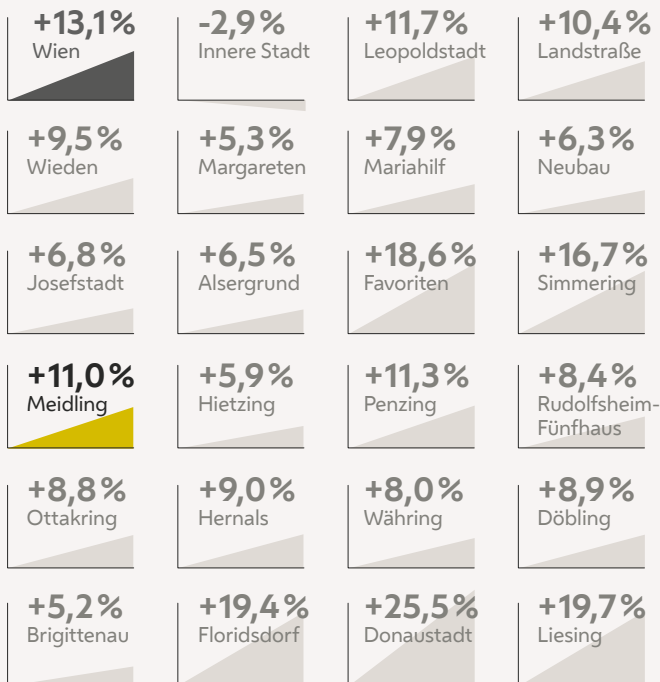 +13,1 %
Wien
-2,9 %
Innere Stadt
+11,7 %
Leopoldstadt
+10,4 %
Landstraße
+9,5 %
Wieden
+5,3 %
Margareten
+7,9 %
Mariahilf
+6,3 %
Neubau
+6,8 %
Josefstadt
+6,5 %
Alsergrund
+18,6 %
Favoriten
+16,7 %
Simmering
+11,0 %
Meidling
+5,9 %
Hietzing
+11,3 %
Penzing
+8,4 %
Rudolfsheim-
Fünfhaus
+8,8 %
Ottakring
+9,0 %
Hernals
+8,0 %
Währing
+8,9 %
Döbling
+5,2 %
Brigittenau
+19,4 %
Floridsdorf
+25,5 %
Donaustadt
+19,7 %
Liesing